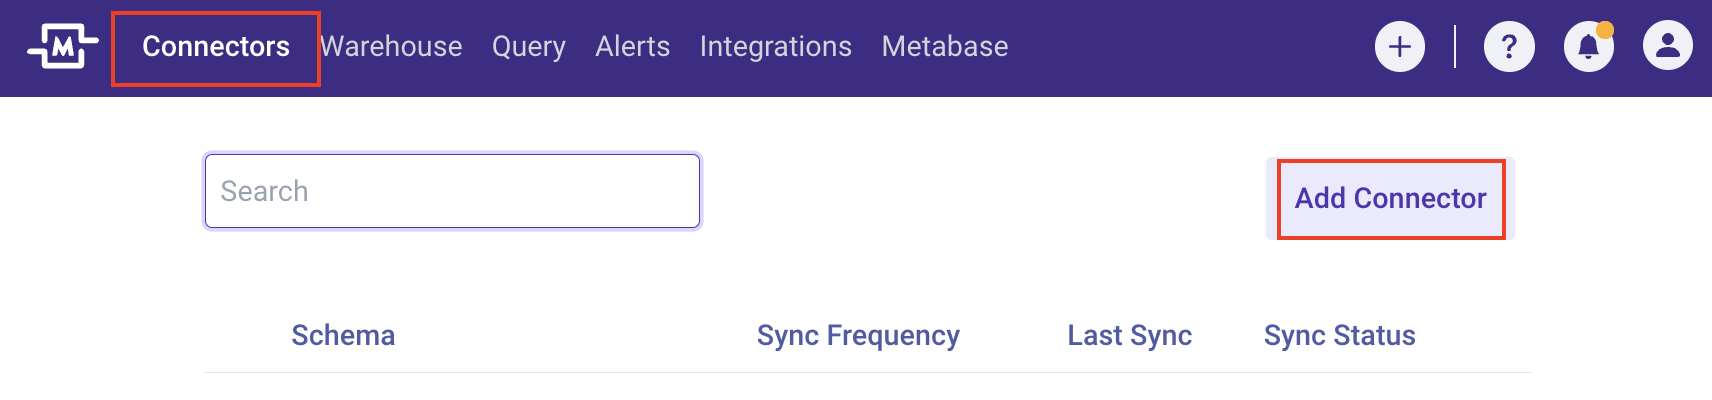 M Connectors Warehouse Query Alerts Integrations Metabase + ?
Search
Add Connector
Schema Sync Frequency Last Sync Sync Status